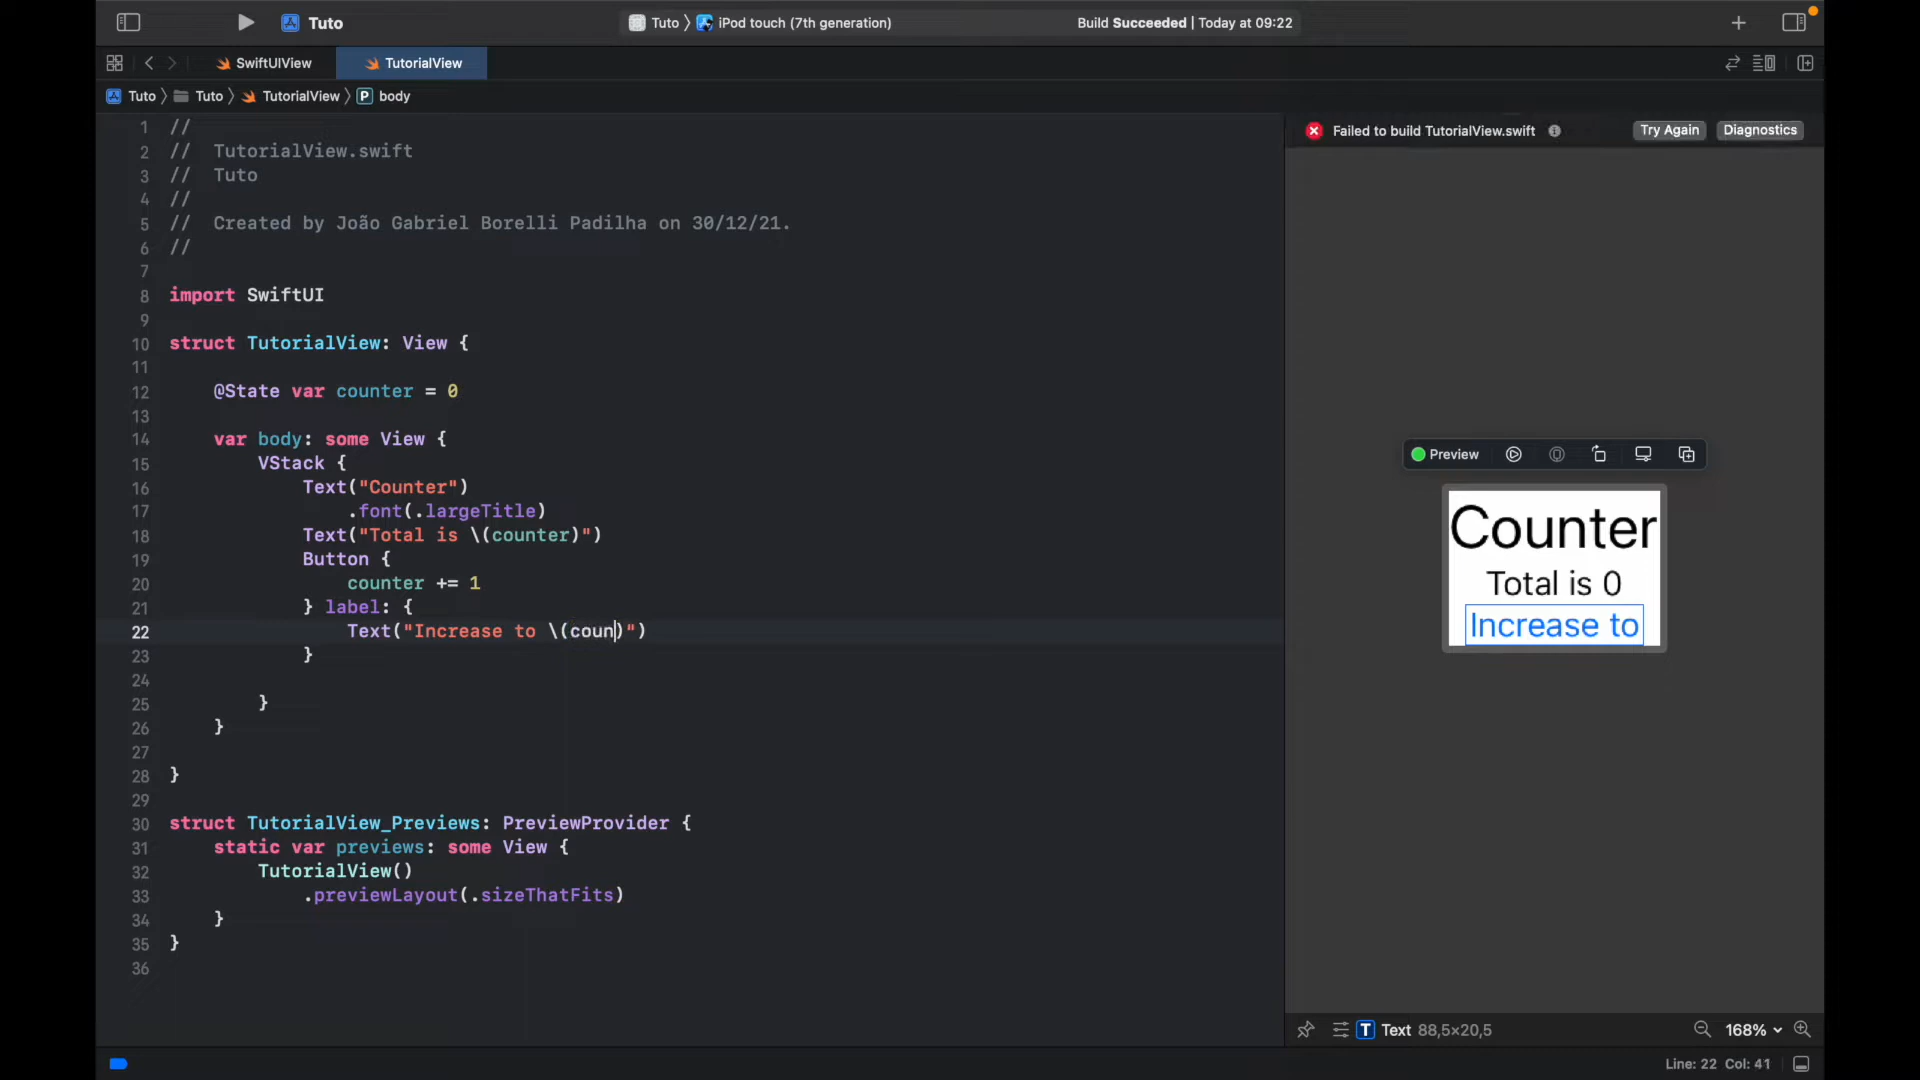 Tuto
Tuto 〉 iPod touch (7th generation)
Build Succeeded | Today at 09:22
SwiftUIView
TutorialView
Tuto 〉 Tuto 〉 TutorialView 〉 P body
1 //
2 //  TutorialView.swift
3 //  Tuto
4 //
5 //  Created by João Gabriel Borelli Padilha on 30/12/21.
6 //
7
8 import SwiftUI
9
10 struct TutorialView: View {
11
12     @State var counter = 0
13
14     var body: some View {
15         VStack {
16             Text("Counter")
17                 .font(.largeTitle)
18             Text("Total is \(counter)")
19             Button {
20                 counter += 1
21             } label: {
22                 Text("Increase to \(coun)")
23             }
24
25         }
26     }
27
28 }
29
30 struct TutorialView_Previews: PreviewProvider {
31     static var previews: some View {
32         TutorialView()
33             .previewLayout(.sizeThatFits)
34     }
35 }
36
Failed to build TutorialView.swift
Try Again
Diagnostics
Preview
Counter
Total is 0
Increase to
T Text 88,5×20,5
168%
Line: 22 Col: 41